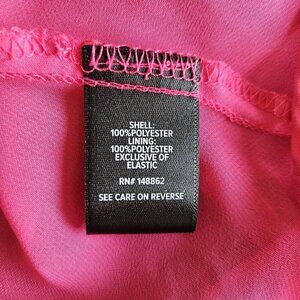 SHELL:
100%POLYESTER
LINING:
100%POLYESTER
EXCLUSIVE OF
ELASTIC
RN# 148862
SEE CARE ON REVERSE